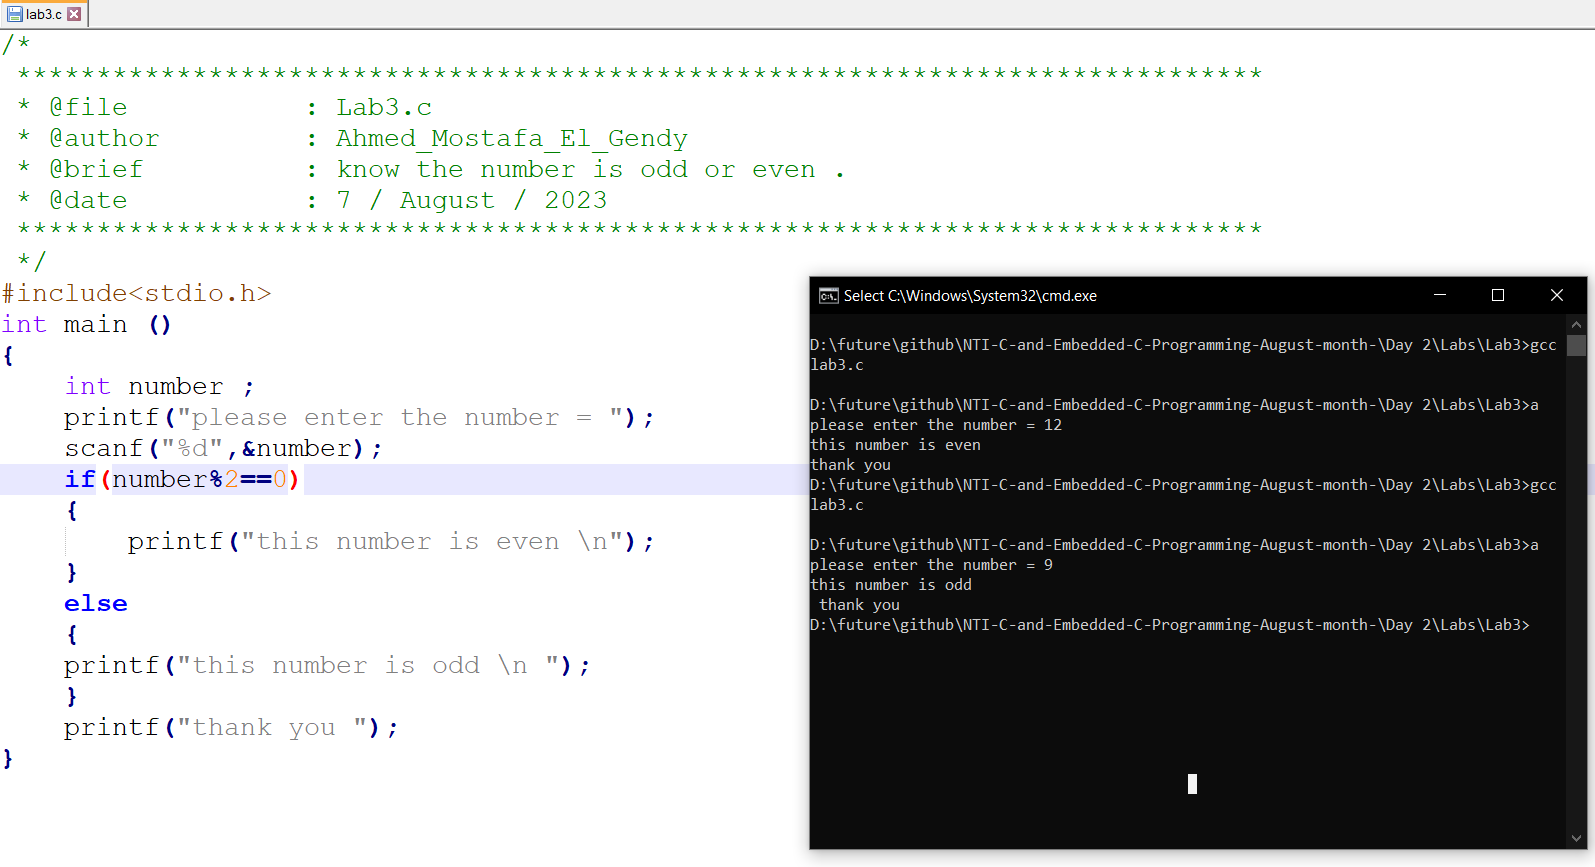 lab3.c
/*
 ******************************************************************************
 * @file           : Lab3.c
 * @author         : Ahmed_Mostafa_El_Gendy
 * @brief          : know the number is odd or even .
 * @date           : 7 / August / 2023
 ******************************************************************************
 */
#include<stdio.h>
int main ()
{
    int number ;
    printf("please enter the number = ");
    scanf("%d",&number);
    if(number%2==0)
    {
        printf("this number is even \n");
    }
    else
    {
    printf("this number is odd \n ");
    }
    printf("thank you ");
}
Select C:\Windows\System32\cmd.exe
D:\future\github\NTI-C-and-Embedded-C-Programming-August-month-\Day 2\Labs\Lab3>gcc
lab3.c
D:\future\github\NTI-C-and-Embedded-C-Programming-August-month-\Day 2\Labs\Lab3>a
please enter the number = 12
this number is even
thank you
D:\future\github\NTI-C-and-Embedded-C-Programming-August-month-\Day 2\Labs\Lab3>gcc
lab3.c
D:\future\github\NTI-C-and-Embedded-C-Programming-August-month-\Day 2\Labs\Lab3>a
please enter the number = 9
this number is odd
 thank you
D:\future\github\NTI-C-and-Embedded-C-Programming-August-month-\Day 2\Labs\Lab3>